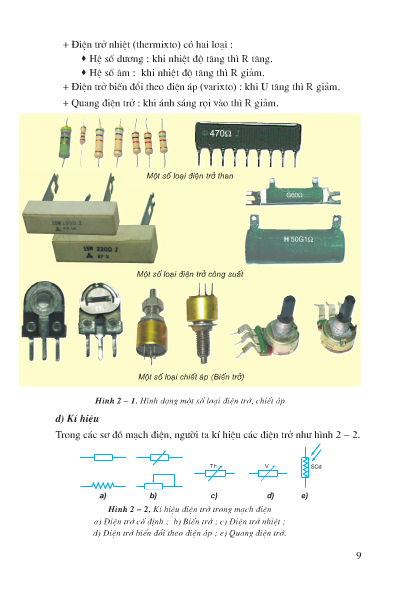 + Điện trở nhiệt (thermixto) có hai loại :
♦ Hệ số dương : khi nhiệt độ tăng thì R tăng.
♦ Hệ số âm : khi nhiệt độ tăng thì R giảm.
+ Điện trở biến đổi theo điện áp (varixto) : khi U tăng thì R giảm.
+ Quang điện trở : khi ánh sáng rọi vào thì R giảm.
470Ω J
Một số loại điện trở than
15W 330Ω J
Một số loại điện trở công suất
H 50G1Ω
Một số loại chiết áp (Biến trở)
Hình 2 – 1. Hình dạng một số loại điện trở, chiết áp
d) Kí hiệu
Trong các sơ đồ mạch điện, người ta kí hiệu các điện trở như hình 2 – 2.
Th V
a) b) c) d) e)
Hình 2 – 2. Kí hiệu điện trở trong mạch điện
a) Điện trở cố định ; b) Biến trở ; c) Điện trở nhiệt ;
d) Điện trở biến đổi theo điện áp ; e) Quang điện trở.
9